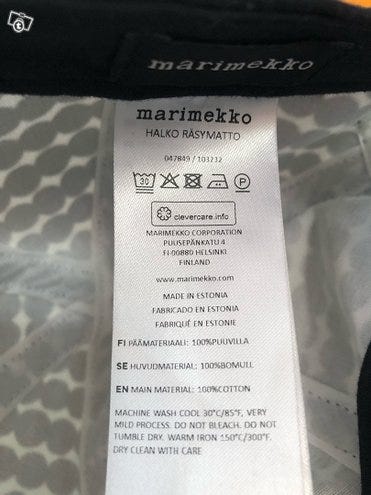 marimekko
marimekko
HALKO RÄSYMATTO
047849 / 103232
30
P
clevercare.info
MARIMEKKO CORPORATION
PUUSEPÄNKATU 4
FI-00880 HELSINKI
FINLAND
www.marimekko.com
MADE IN ESTONIA
FABRICADO EN ESTONIA
FABRIQUÉ EN ESTONIE
FI PÄÄMATERIAALI: 100%PUUVILLA
SE HUVUDMATERIAL: 100%BOMULL
EN MAIN MATERIAL: 100%COTTON
MACHINE WASH COOL 30°C/85°F, VERY
MILD PROCESS. DO NOT BLEACH. DO NOT
TUMBLE DRY. WARM IRON 150°C/300°F.
DRY CLEAN WITH CARE